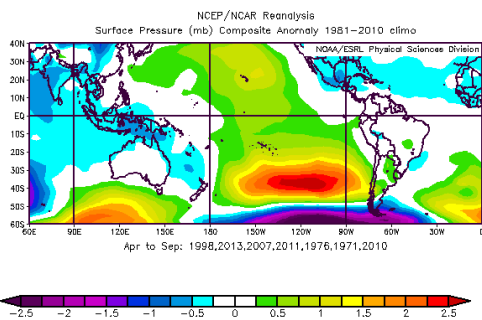 NCEP/NCAR Reanalysis
Surface Pressure (mb) Composite Anomaly 1981-2010 climo
NOAA/ESRL Physical Sciences Division
40N
30N
20N
10N
EQ
10S
20S
30S
40S
50S
60S
60E 90E 120E 150E 180 150W 120W 90W 60W 30W 0
Apr to Sep: 1998,2013,2007,2011,1976,1971,2010
-2.5 -2 -1.5 -1 -0.5 0 0.5 1 1.5 2 2.5